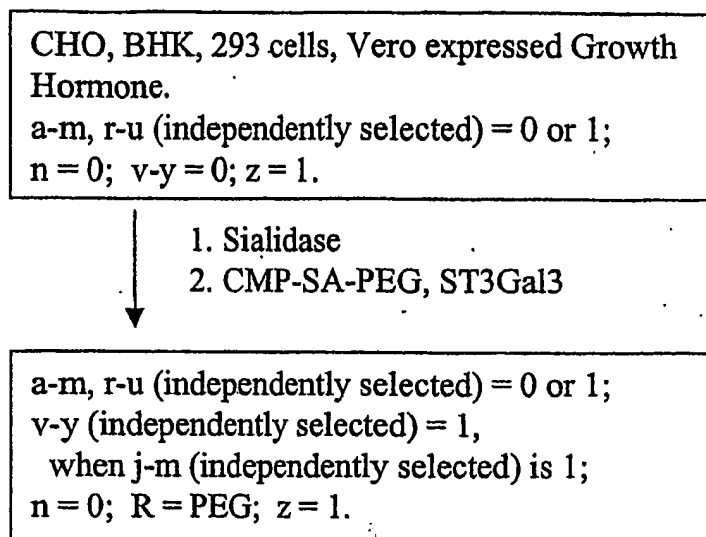 CHO, BHK, 293 cells, Vero expressed Growth
Hormone.
a-m, r-u (independently selected) = 0 or 1;
n = 0; v-y = 0; z = 1.
1. Sialidase
2. CMP-SA-PEG, ST3Gal3
a-m, r-u (independently selected) = 0 or 1;
v-y (independently selected) = 1,
when j-m (independently selected) is 1;
n = 0; R = PEG; z = 1.